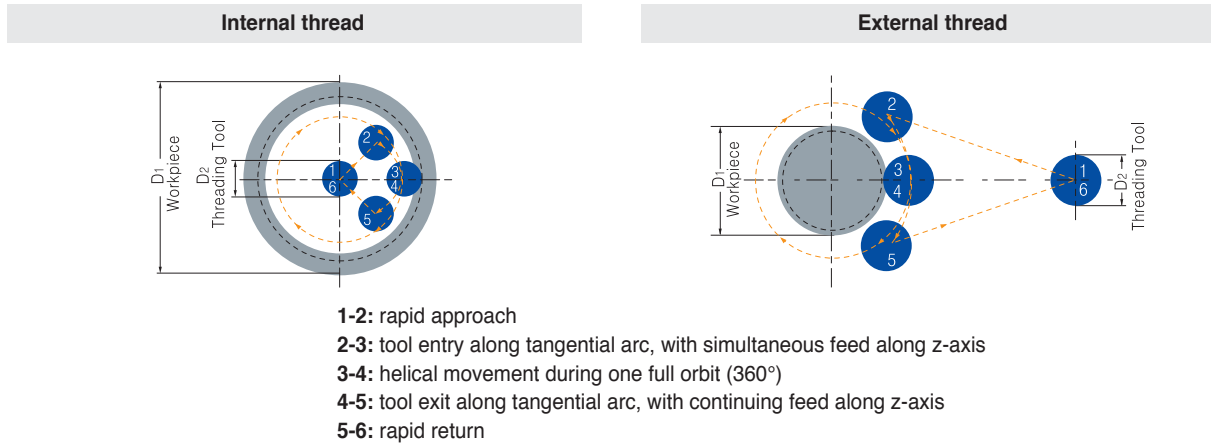 Internal thread
External thread
D1
Workpiece
D2
Threading Tool
1
6
2
3
4
5
D1
Workpiece
2
3
4
5
1
6
D2
Threading Tool
1-2: rapid approach
2-3: tool entry along tangential arc, with simultaneous feed along z-axis
3-4: helical movement during one full orbit (360°)
4-5: tool exit along tangential arc, with continuing feed along z-axis
5-6: rapid return